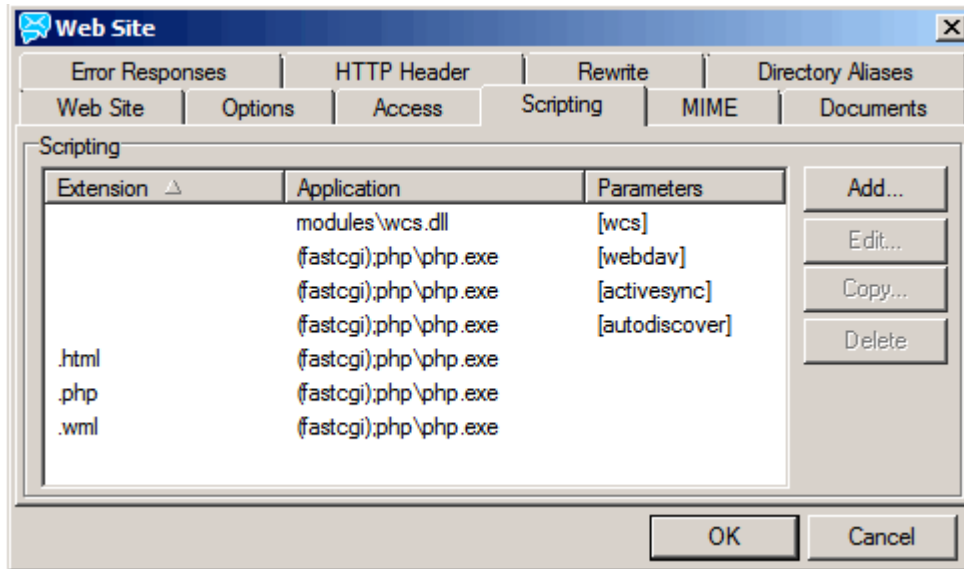 Web Site
Error Responses HTTP Header Rewrite Directory Aliases
Web Site Options Access Scripting MIME Documents
Scripting
Extension Application Parameters Add...
modules\wcs.dll [wcs]
Edit...
(fastcgi);php\php.exe [webdav]
(fastcgi);php\php.exe [activesync] Copy...
(fastcgi);php\php.exe [autodiscover]
Delete
.html (fastcgi);php\php.exe
.php (fastcgi);php\php.exe
.wml (fastcgi);php\php.exe
OK Cancel